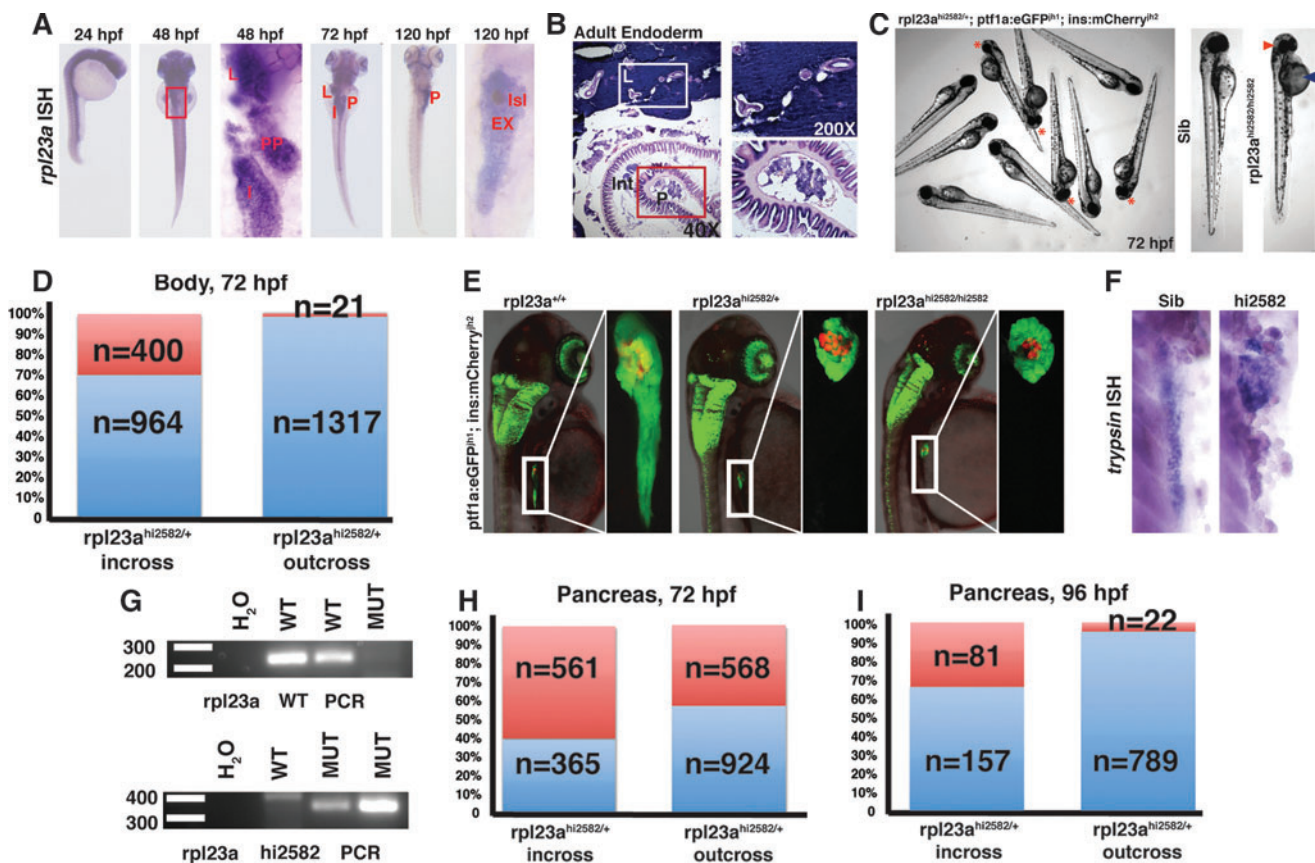 A
24 hpf 48 hpf 48 hpf 72 hpf 120 hpf 120 hpf
rpl23a ISH
L
PP
I
L
I
P
P
Isl
EX
B
Adult Endoderm
L
Int
P
40X
200X
C
rpl23a^hi2582/+; ptf1a:eGFP^jh1; ins:mCherry^jh2
*
*
*
*
72 hpf
Sib
rpl23a^hi2582/hi2582
D
Body, 72 hpf
100%
90%
80%
70%
60%
50%
40%
30%
20%
10%
0
n=400
n=964
n=21
n=1317
rpl23a^hi2582/+
incross
rpl23a^hi2582/+
outcross
E
rpl23a^+/+
rpl23a^hi2582/+
rpl23a^hi2582/hi2582
ptf1a:eGFP^jh1; ins:mCherry^jh2
F
Sib hi2582
trypsin ISH
G
H₂O WT WT MUT
300
200
rpl23a WT PCR
H₂O WT MUT MUT
400
300
rpl23a hi2582 PCR
H
Pancreas, 72 hpf
100%
90%
80%
70%
60%
50%
40%
30%
20%
10%
0
n=561
n=365
n=568
n=924
rpl23a^hi2582/+
incross
rpl23a^hi2582/+
outcross
I
Pancreas, 96 hpf
100%
90%
80%
70%
60%
50%
40%
30%
20%
10%
0
n=81
n=157
n=22
n=789
rpl23a^hi2582/+
incross
rpl23a^hi2582/+
outcross